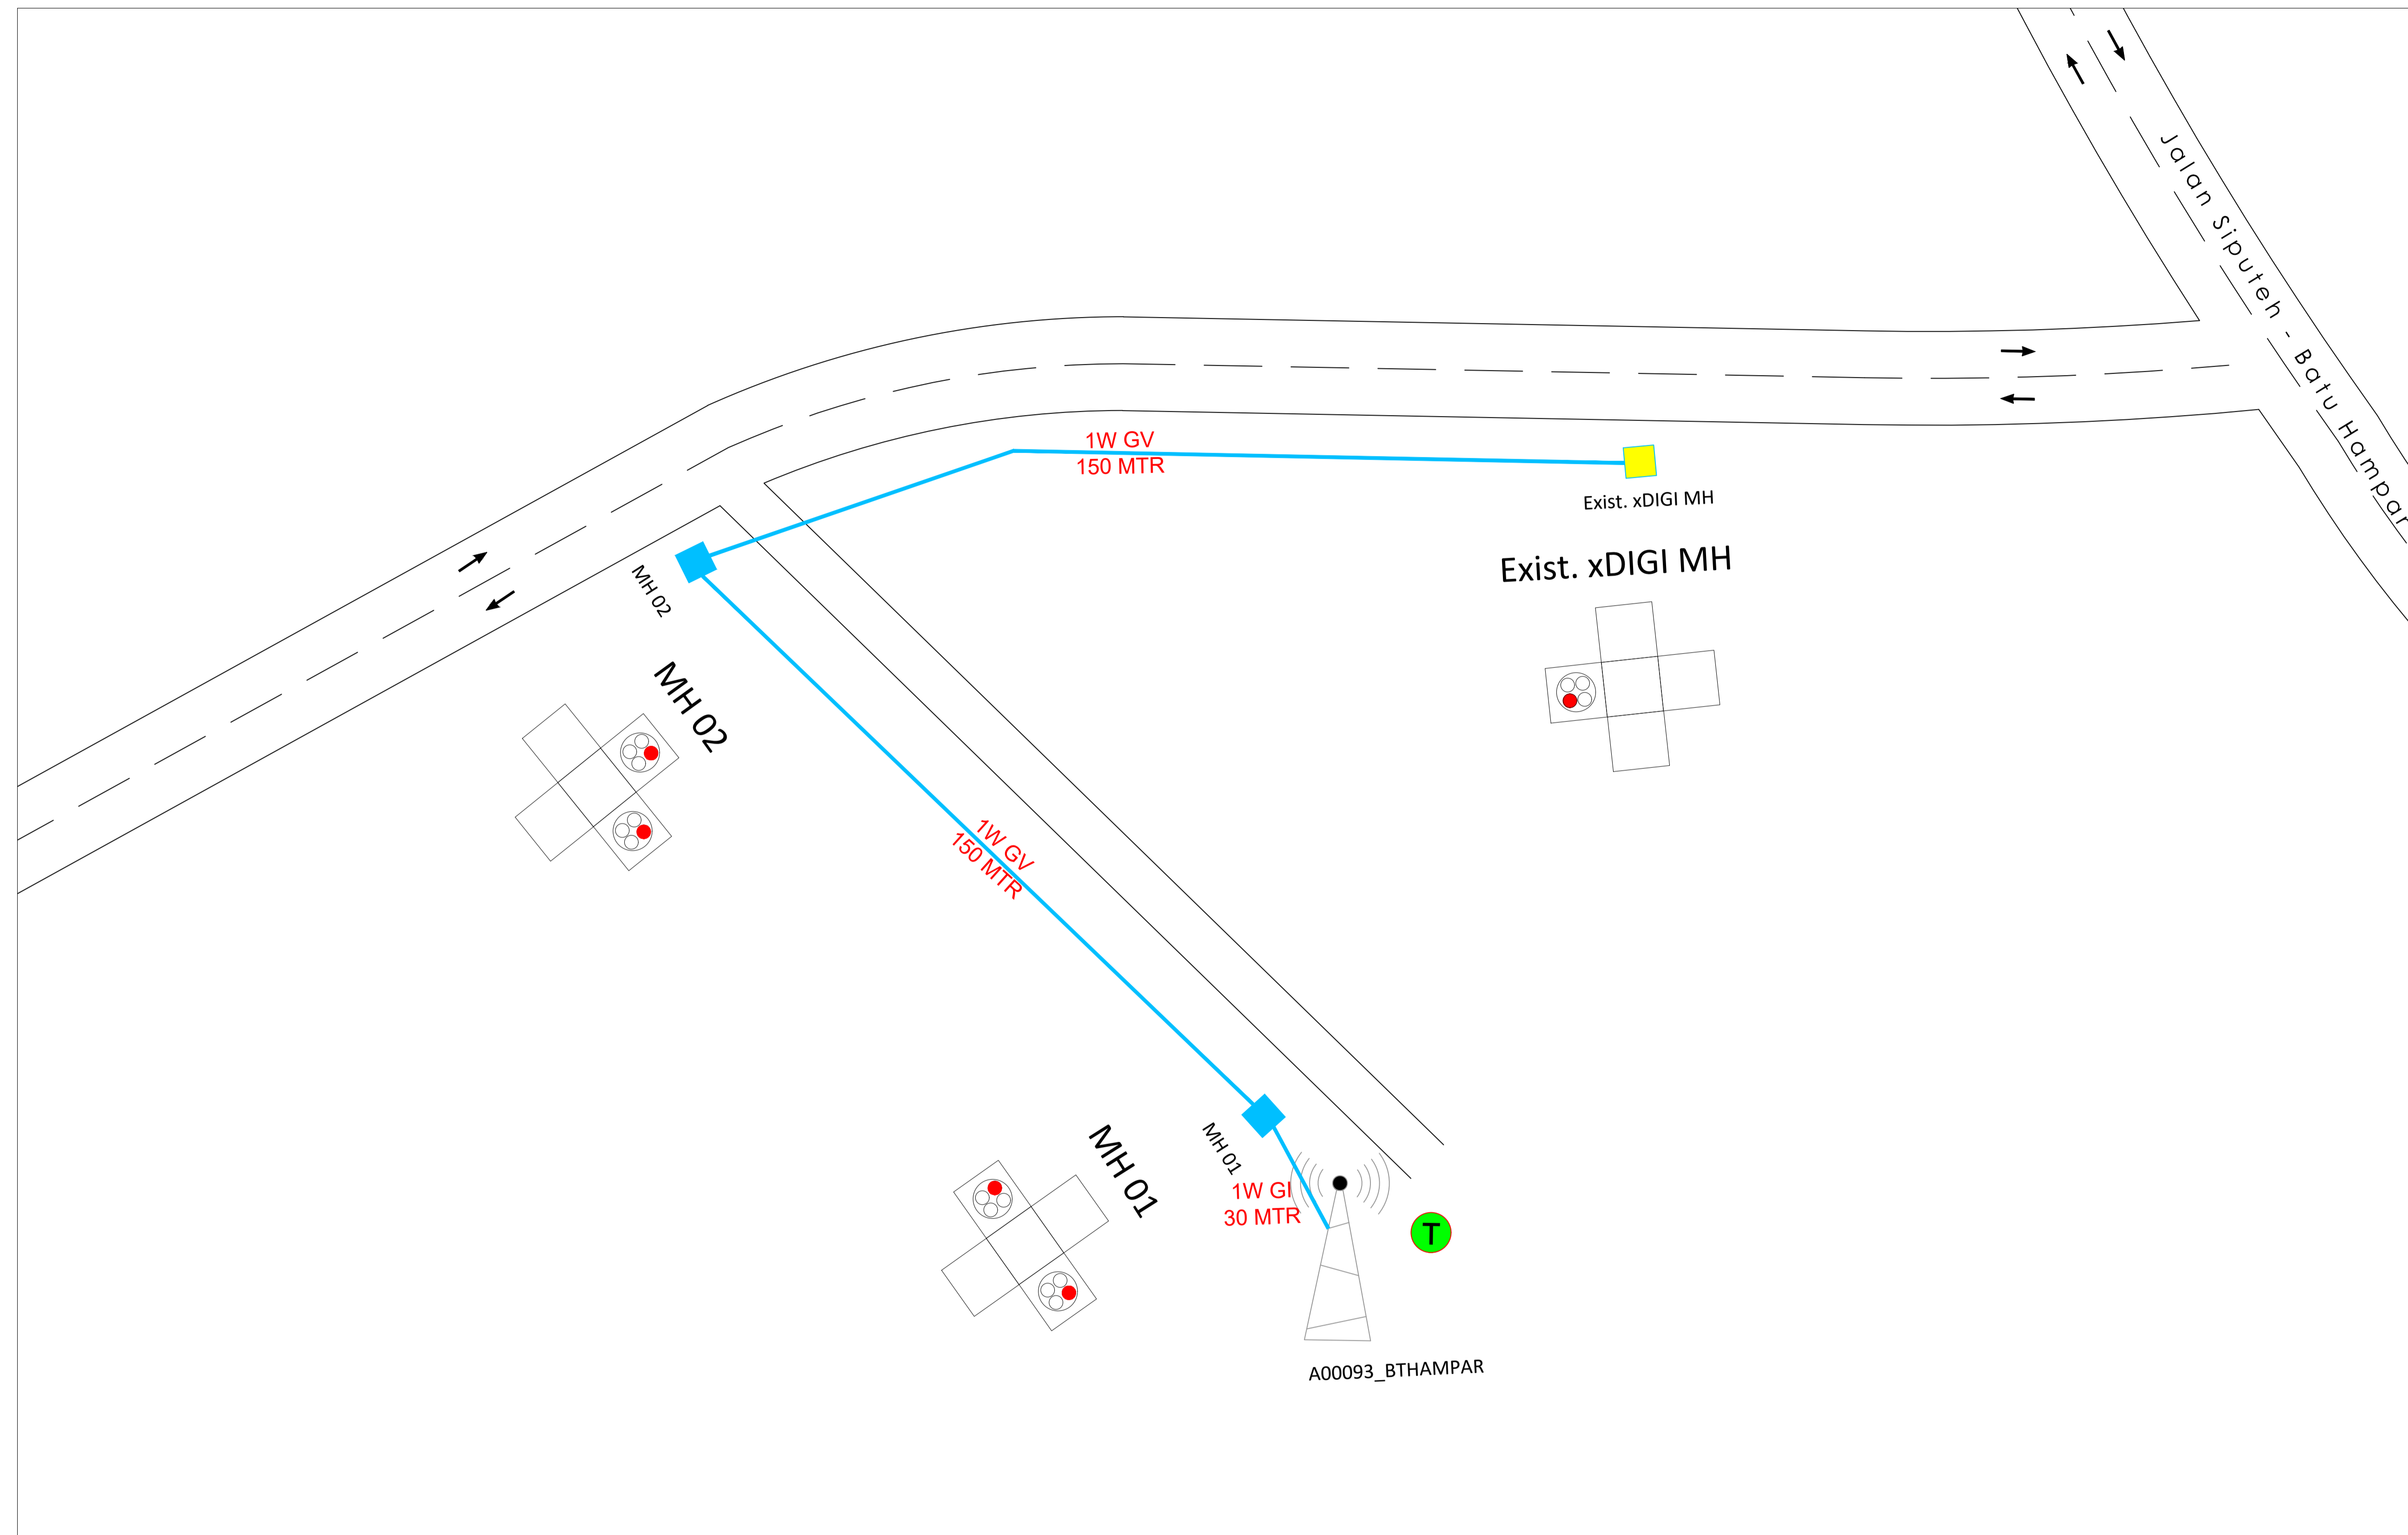 Jalan Siputeh - Batu Hampar
1W GV
150 MTR
Exist. xDIGI MH
Exist. xDIGI MH
MH 02
MH 02
1W GV
150 MTR
MH 01
MH 01
1W GI
30 MTR
T
A00093_BTHAMPAR